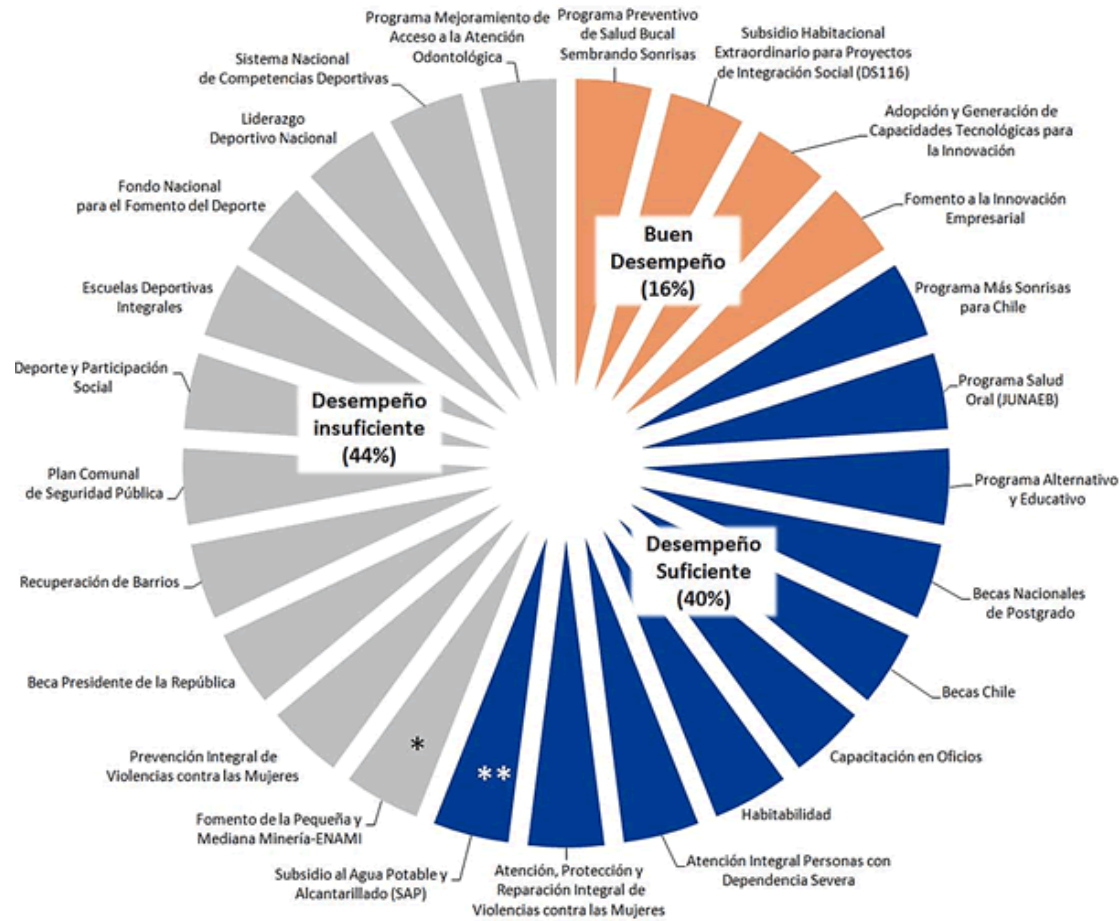 Programa Mejoramiento de
Acceso a la Atención
Odontológica
Programa Preventivo
de Salud Bucal
Sembrando Sonrisas
Subsidio Habitacional
Extraordinario para Proyectos
de Integración Social (DS116)
Adopción y Generación de
Capacidades Tecnológicas para
la Innovación
Fomento a la Innovación
Empresarial
Buen
Desempeño
(16%)
Programa Más Sonrisas
para Chile
Programa Salud
Oral (JUNAEB)
Programa Alternativo
y Educativo
Becas Nacionales
de Postgrado
Becas Chile
Capacitación en Oficios
Habitabilidad
Atención Integral Personas con
Dependencia Severa
Atención, Protección y
Reparación Integral de
Violencias contra las Mujeres
Subsidio al Agua Potable y
Alcantarillado (SAP)
**
Desempeño
Suficiente
(40%)
Fomento de la Pequeña y
Mediana Minería-ENAMI
*
Prevención Integral de
Violencias contra las Mujeres
Beca Presidente de la República
Recuperación de Barrios
Plan Comunal
de Seguridad Pública
Deporte y Participación
Social
Escuelas Deportivas
Integrales
Fondo Nacional
para el Fomento del Deporte
Liderazgo
Deportivo Nacional
Sistema Nacional
de Competencias Deportivas
Desempeño
insuficiente
(44%)